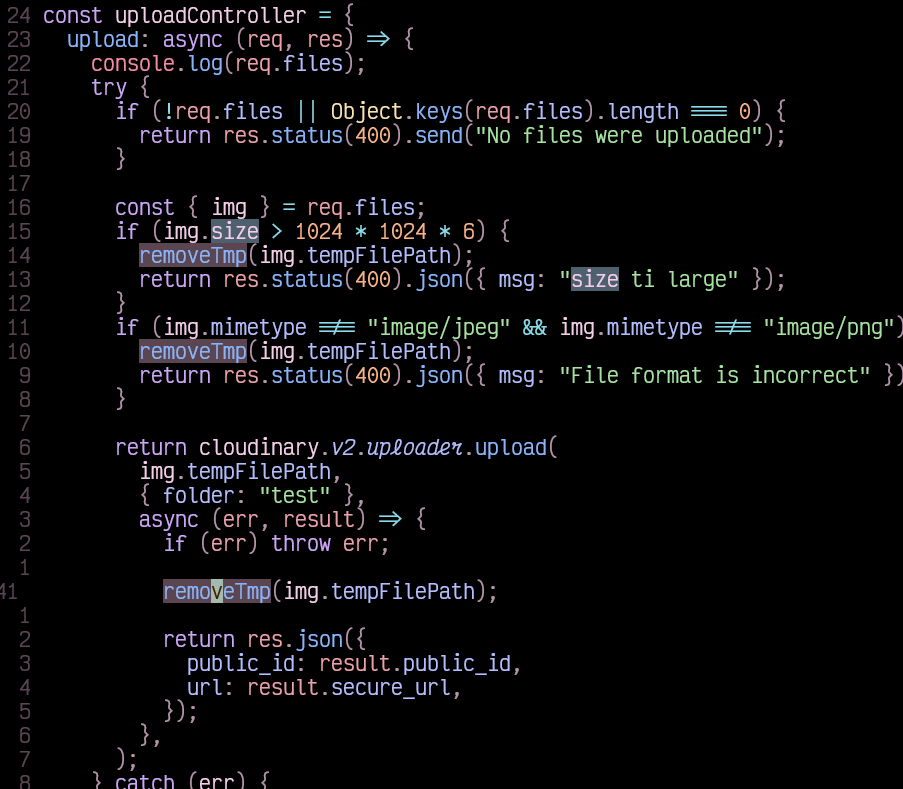 24 const uploadController = {
23   upload: async (req, res) => {
22     console.log(req.files);
21     try {
20       if (!req.files || Object.keys(req.files).length === 0) {
19         return res.status(400).send("No files were uploaded");
18       }
17
16       const { img } = req.files;
15       if (img.size > 1024 * 1024 * 6) {
14         removeTmp(img.tempFilePath);
13         return res.status(400).json({ msg: "size ti large" });
12       }
11       if (img.mimetype !== "image/jpeg" && img.mimetype !== "image/png")
10         removeTmp(img.tempFilePath);
9         return res.status(400).json({ msg: "File format is incorrect" })
8       }
7
6       return cloudinary.v2.uploader.upload(
5         img.tempFilePath,
4         { folder: "test" },
3         async (err, result) => {
2           if (err) throw err;
1
41           removeTmp(img.tempFilePath);
1
2           return res.json({
3             public_id: result.public_id,
4             url: result.secure_url,
5           });
6         },
7       );
8     } catch (err) {